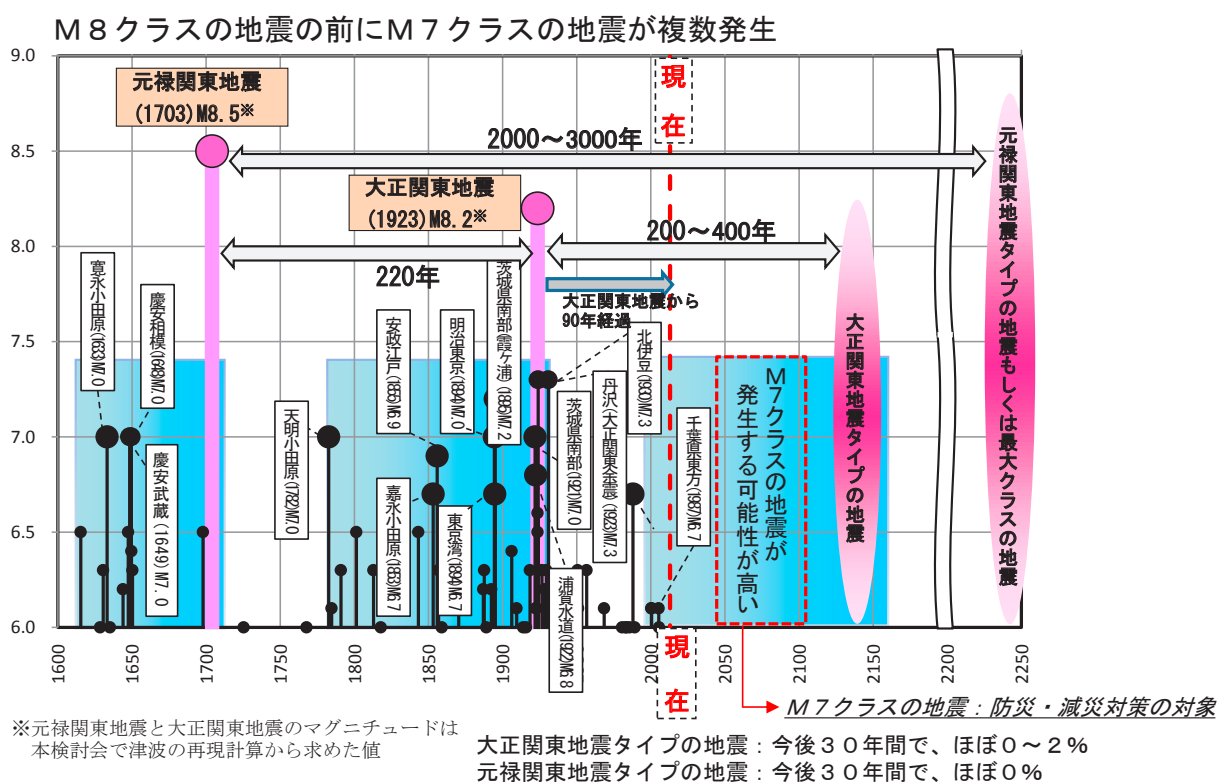 Ｍ８クラスの地震の前にＭ７クラスの地震が複数発生
9.0
8.5
8.0
7.5
7.0
6.5
6.0
元禄関東地震
(1703)M8.5※
現
在
2000～3000年
大正関東地震
(1923)M8.2※
200～400年
220年
大正関東地震から
90年経過
寛永小田原(1633)M7.0
慶安相模(1648)M7.0
慶安武蔵(1649)M7.0
天明小田原(1782)M7.0
安政江戸(1855)M6.9
嘉永小田原(1853)M6.7
明治東京(1894)M7.0
東京湾(1894)M6.7
茨城県南部(霞ヶ浦)(1895)M7.2
茨城県南部(1921)M7.0
浦賀水道(1922)M6.8
丹沢(大正関東余震)(1923)M7.3
北伊豆(1930)M7.3
千葉県東方(1987)M6.7
Ｍ７クラスの地震が
発生する可能性が高い
大正関東地震タイプの地震
元禄関東地震タイプの地震もしくは最大クラスの地震
1600
1650
1700
1750
1800
1850
1900
1950
2000
2050
2100
2150
2200
2250
現
在
Ｍ７クラスの地震：防災・減災対策の対象
※元禄関東地震と大正関東地震のマグニチュードは
本検討会で津波の再現計算から求めた値
大正関東地震タイプの地震：今後３０年間で、ほぼ０～２％
元禄関東地震タイプの地震：今後３０年間で、ほぼ０％